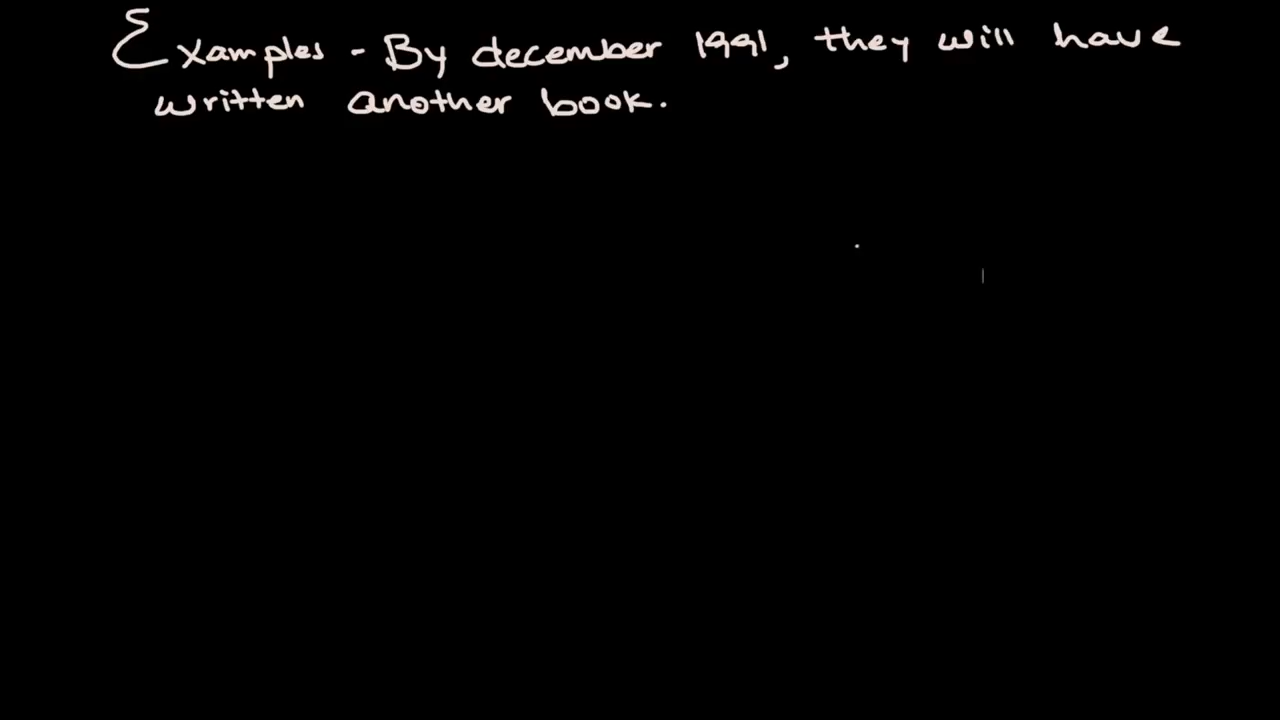 Examples - By december 1991, they will have
written another book.